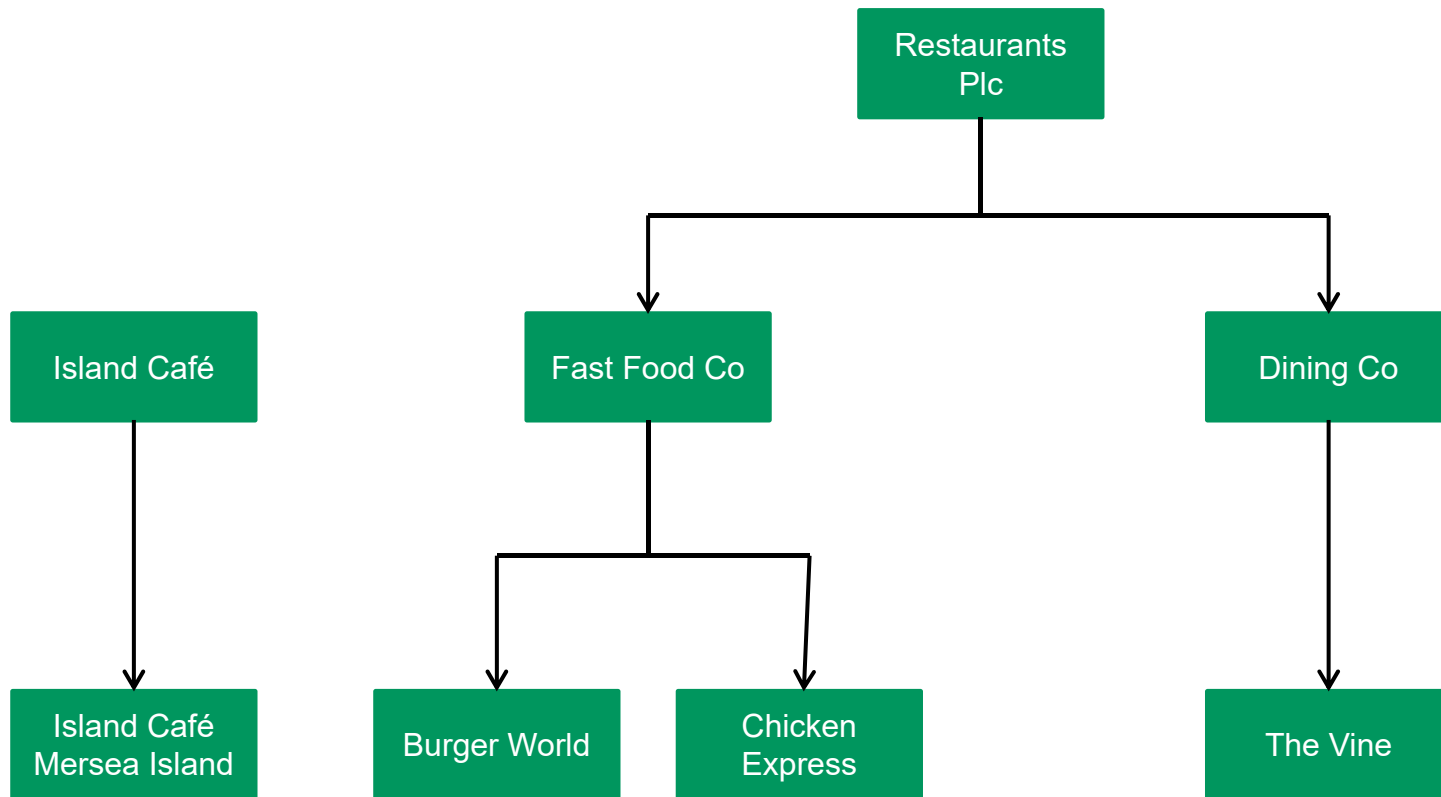 Restaurants
Plc
Island Café
Fast Food Co
Dining Co
Island Café
Mersea Island
Burger World
Chicken
Express
The Vine